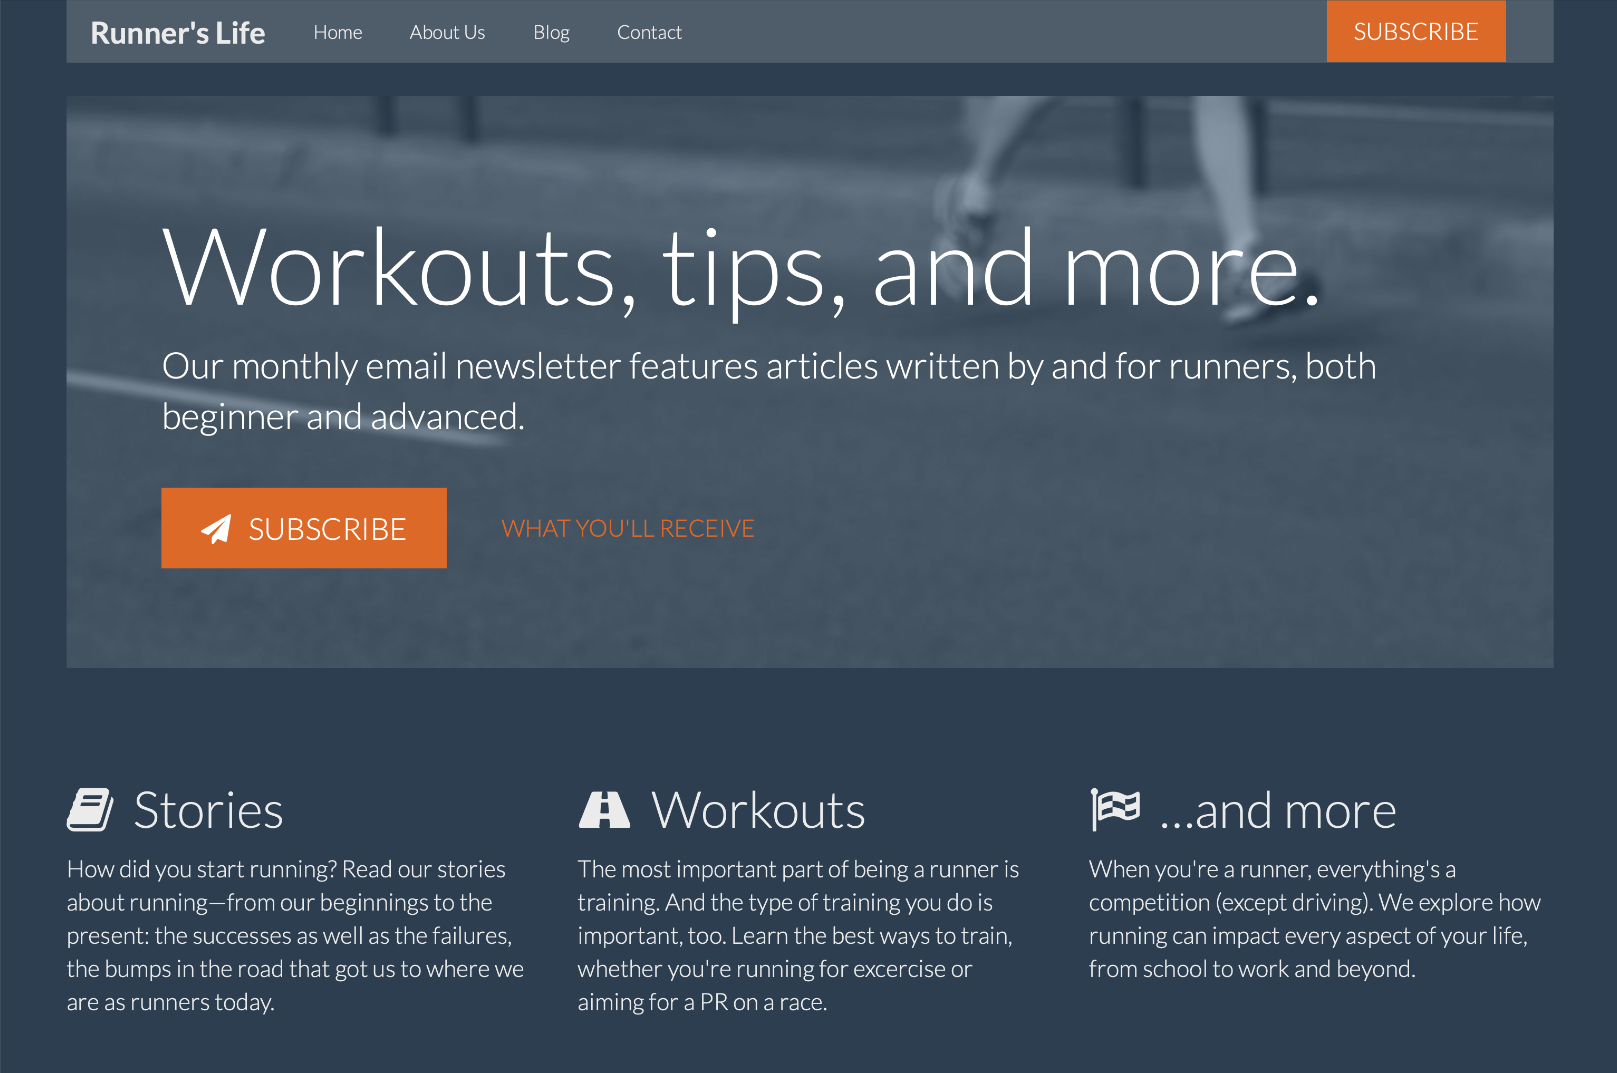 Runner's Life Home About Us Blog Contact SUBSCRIBE
Workouts, tips, and more.
Our monthly email newsletter features articles written by and for runners, both
beginner and advanced.
SUBSCRIBE WHAT YOU'LL RECEIVE
Stories
How did you start running? Read our stories
about running—from our beginnings to the
present: the successes as well as the failures,
the bumps in the road that got us to where we
are as runners today.
Workouts
The most important part of being a runner is
training. And the type of training you do is
important, too. Learn the best ways to train,
whether you're running for excercise or
aiming for a PR on a race.
...and more
When you're a runner, everything's a
competition (except driving). We explore how
running can impact every aspect of your life,
from school to work and beyond.